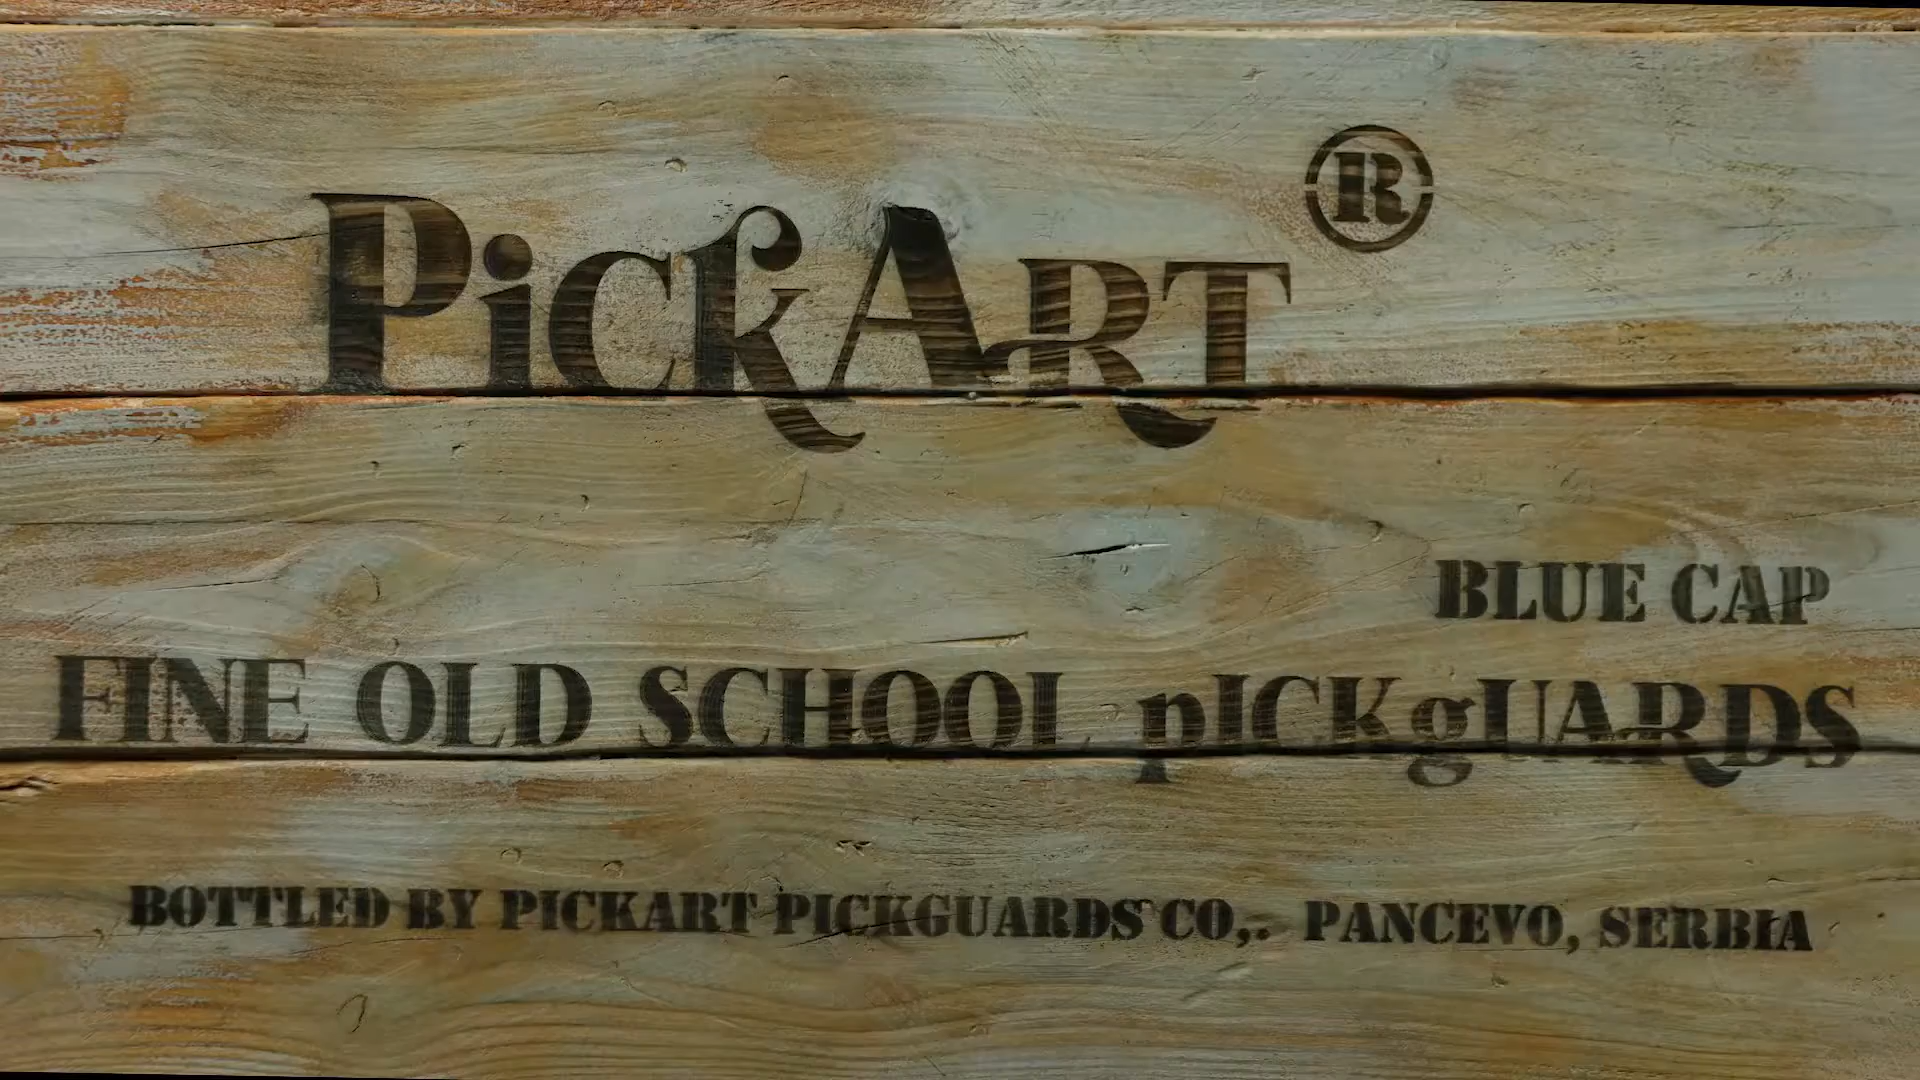 PickArt ®
BLUE CAP
FINE OLD SCHOOL pICKgUARDS
BOTTLED BY PICKART PICKGUARDS CO,. PANCEVO, SERBIA